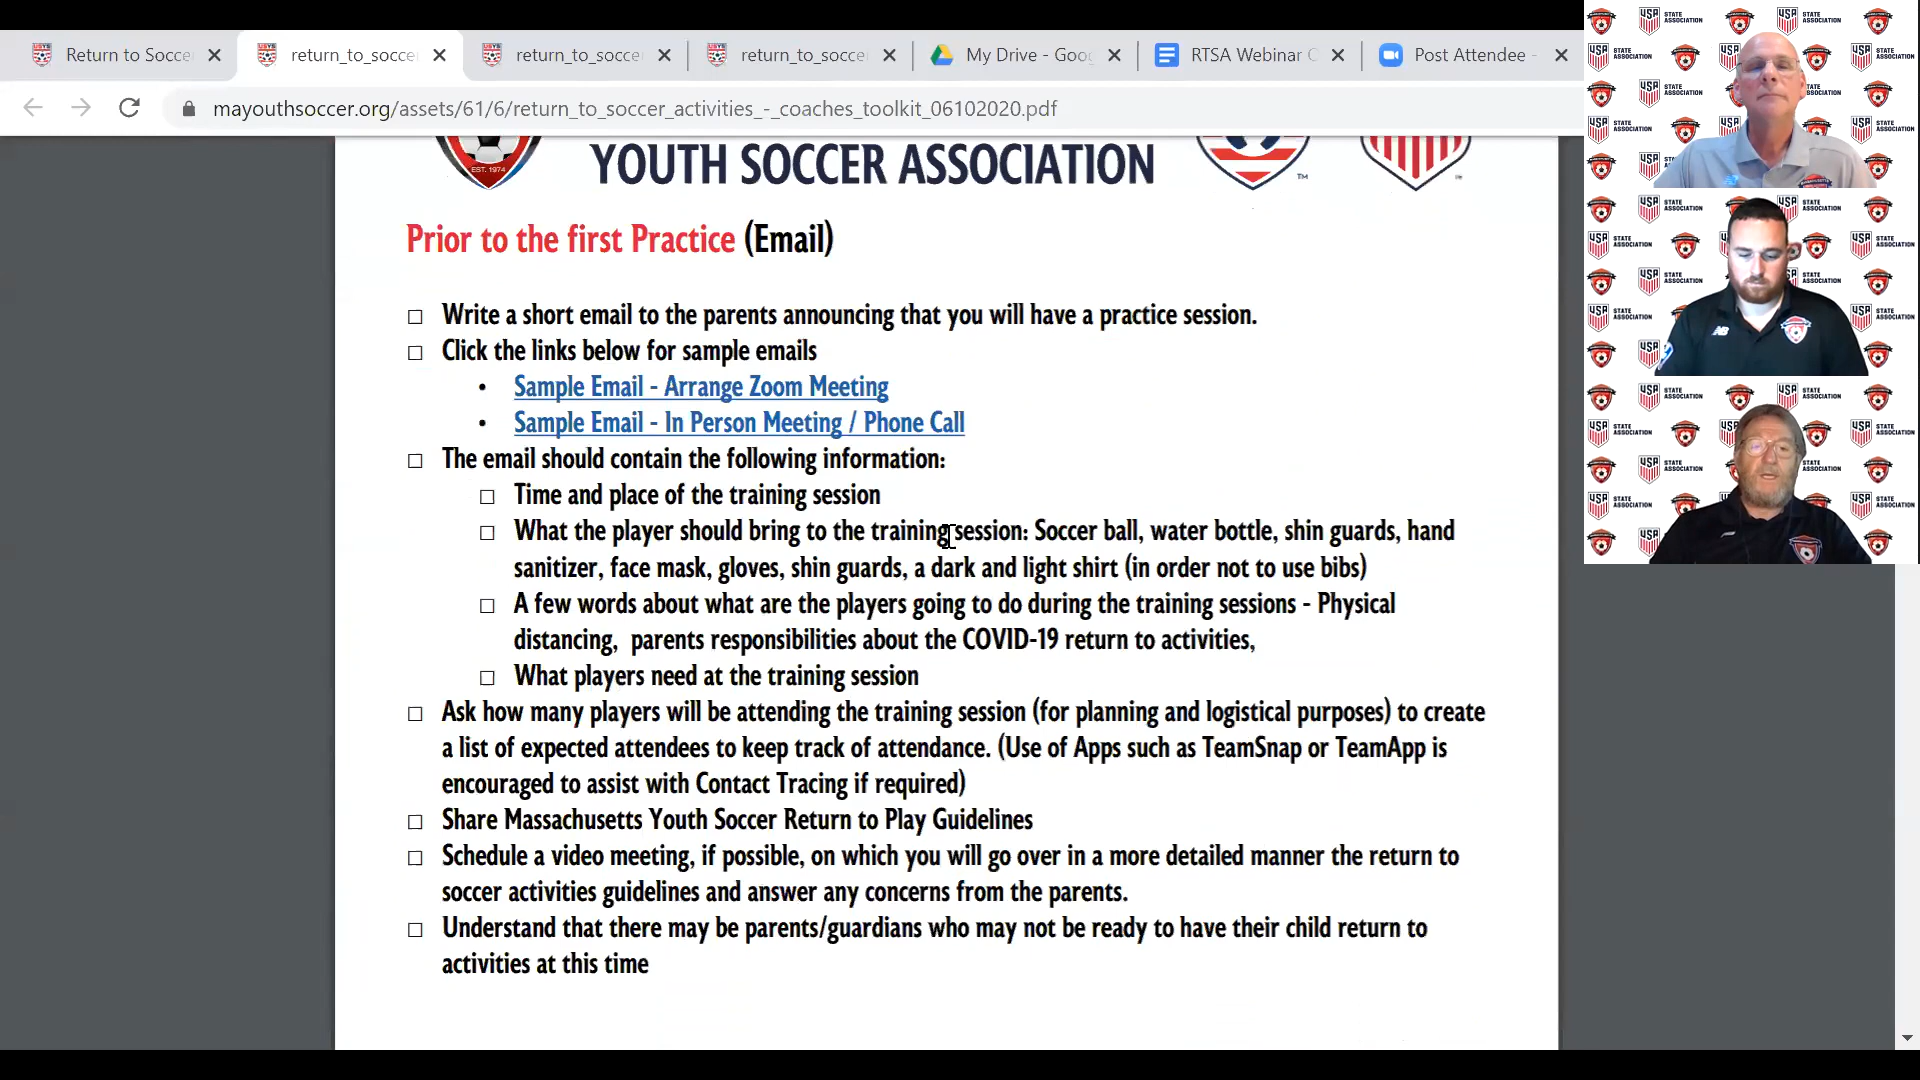 Return to Socce
return_to_socce
return_to_socce
return_to_socce
My Drive - Goog
RTSA Webinar
Post Attendee -
mayouthsoccer.org/assets/61/6/return_to_soccer_activities_-_coaches_toolkit_06102020.pdf
EST. 1974
YOUTH SOCCER ASSOCIATION
TM
Prior to the first Practice (Email)
□ Write a short email to the parents announcing that you will have a practice session.
□ Click the links below for sample emails
• Sample Email - Arrange Zoom Meeting
• Sample Email - In Person Meeting / Phone Call
□ The email should contain the following information:
□ Time and place of the training session
□ What the player should bring to the training session: Soccer ball, water bottle, shin guards, hand
sanitizer, face mask, gloves, shin guards, a dark and light shirt (in order not to use bibs)
□ A few words about what are the players going to do during the training sessions - Physical
distancing,  parents responsibilities about the COVID-19 return to activities,
□ What players need at the training session
□ Ask how many players will be attending the training session (for planning and logistical purposes) to create
a list of expected attendees to keep track of attendance. (Use of Apps such as TeamSnap or TeamApp is
encouraged to assist with Contact Tracing if required)
□ Share Massachusetts Youth Soccer Return to Play Guidelines
□ Schedule a video meeting, if possible, on which you will go over in a more detailed manner the return to
soccer activities guidelines and answer any concerns from the parents.
□ Understand that there may be parents/guardians who may not be ready to have their child return to
activities at this time
USA STATE ASSOCIATION
NB